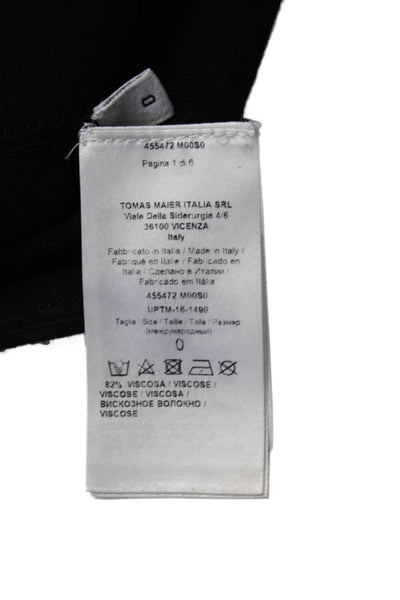 0
455472 M00S0
Pagina 1 di 6
TOMAS MAIER ITALIA SRL
Viale Della Siderurgia 4/6
36100 VICENZA
Italy
Fabbricato in Italia / Made in Italy /
Fabriqué en Italie / Fabricado en
Italia / Сделано в Италии /
Fabricado em Itália
455472 M00S0
UPTM-16-1490
Taglia / Size / Taille / Talla / Размер
(международный)
0
82% VISCOSA / VISCOSE /
VISCOSE / VISCOSA /
ВИСКОЗНОЕ ВОЛОКНО /
VISCOSE